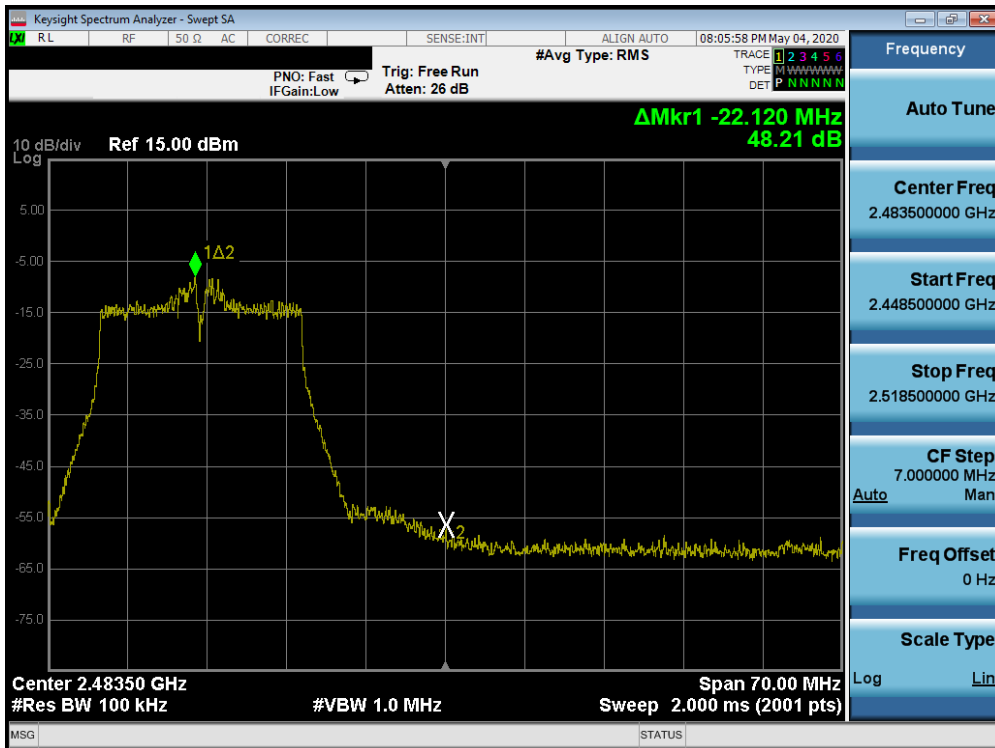 Keysight Spectrum Analyzer - Swept SA
LXI RL RF 50 Ω AC CORREC SENSE:INT ALIGN AUTO 08:05:58 PM May 04, 2020
#Avg Type: RMS
TRACE 1 2 3 4 5 6
TYPE M W W W W W
DET P N N N N N
PNO: Fast
IFGain:Low
Trig: Free Run
Atten: 26 dB
ΔMkr1 -22.120 MHz
48.21 dB
10 dB/div
Log
Ref 15.00 dBm
5.00
-5.00
-15.0
-25.0
-35.0
-45.0
-55.0
-65.0
-75.0
1Δ2
X2
Center 2.48350 GHz
Span 70.00 MHz
#Res BW 100 kHz
#VBW 1.0 MHz
Sweep 2.000 ms (2001 pts)
MSG
STATUS
Frequency
Auto Tune
Center Freq
2.483500000 GHz
Start Freq
2.448500000 GHz
Stop Freq
2.518500000 GHz
CF Step
7.000000 MHz
Auto Man
Freq Offset
0 Hz
Scale Type
Log Lin